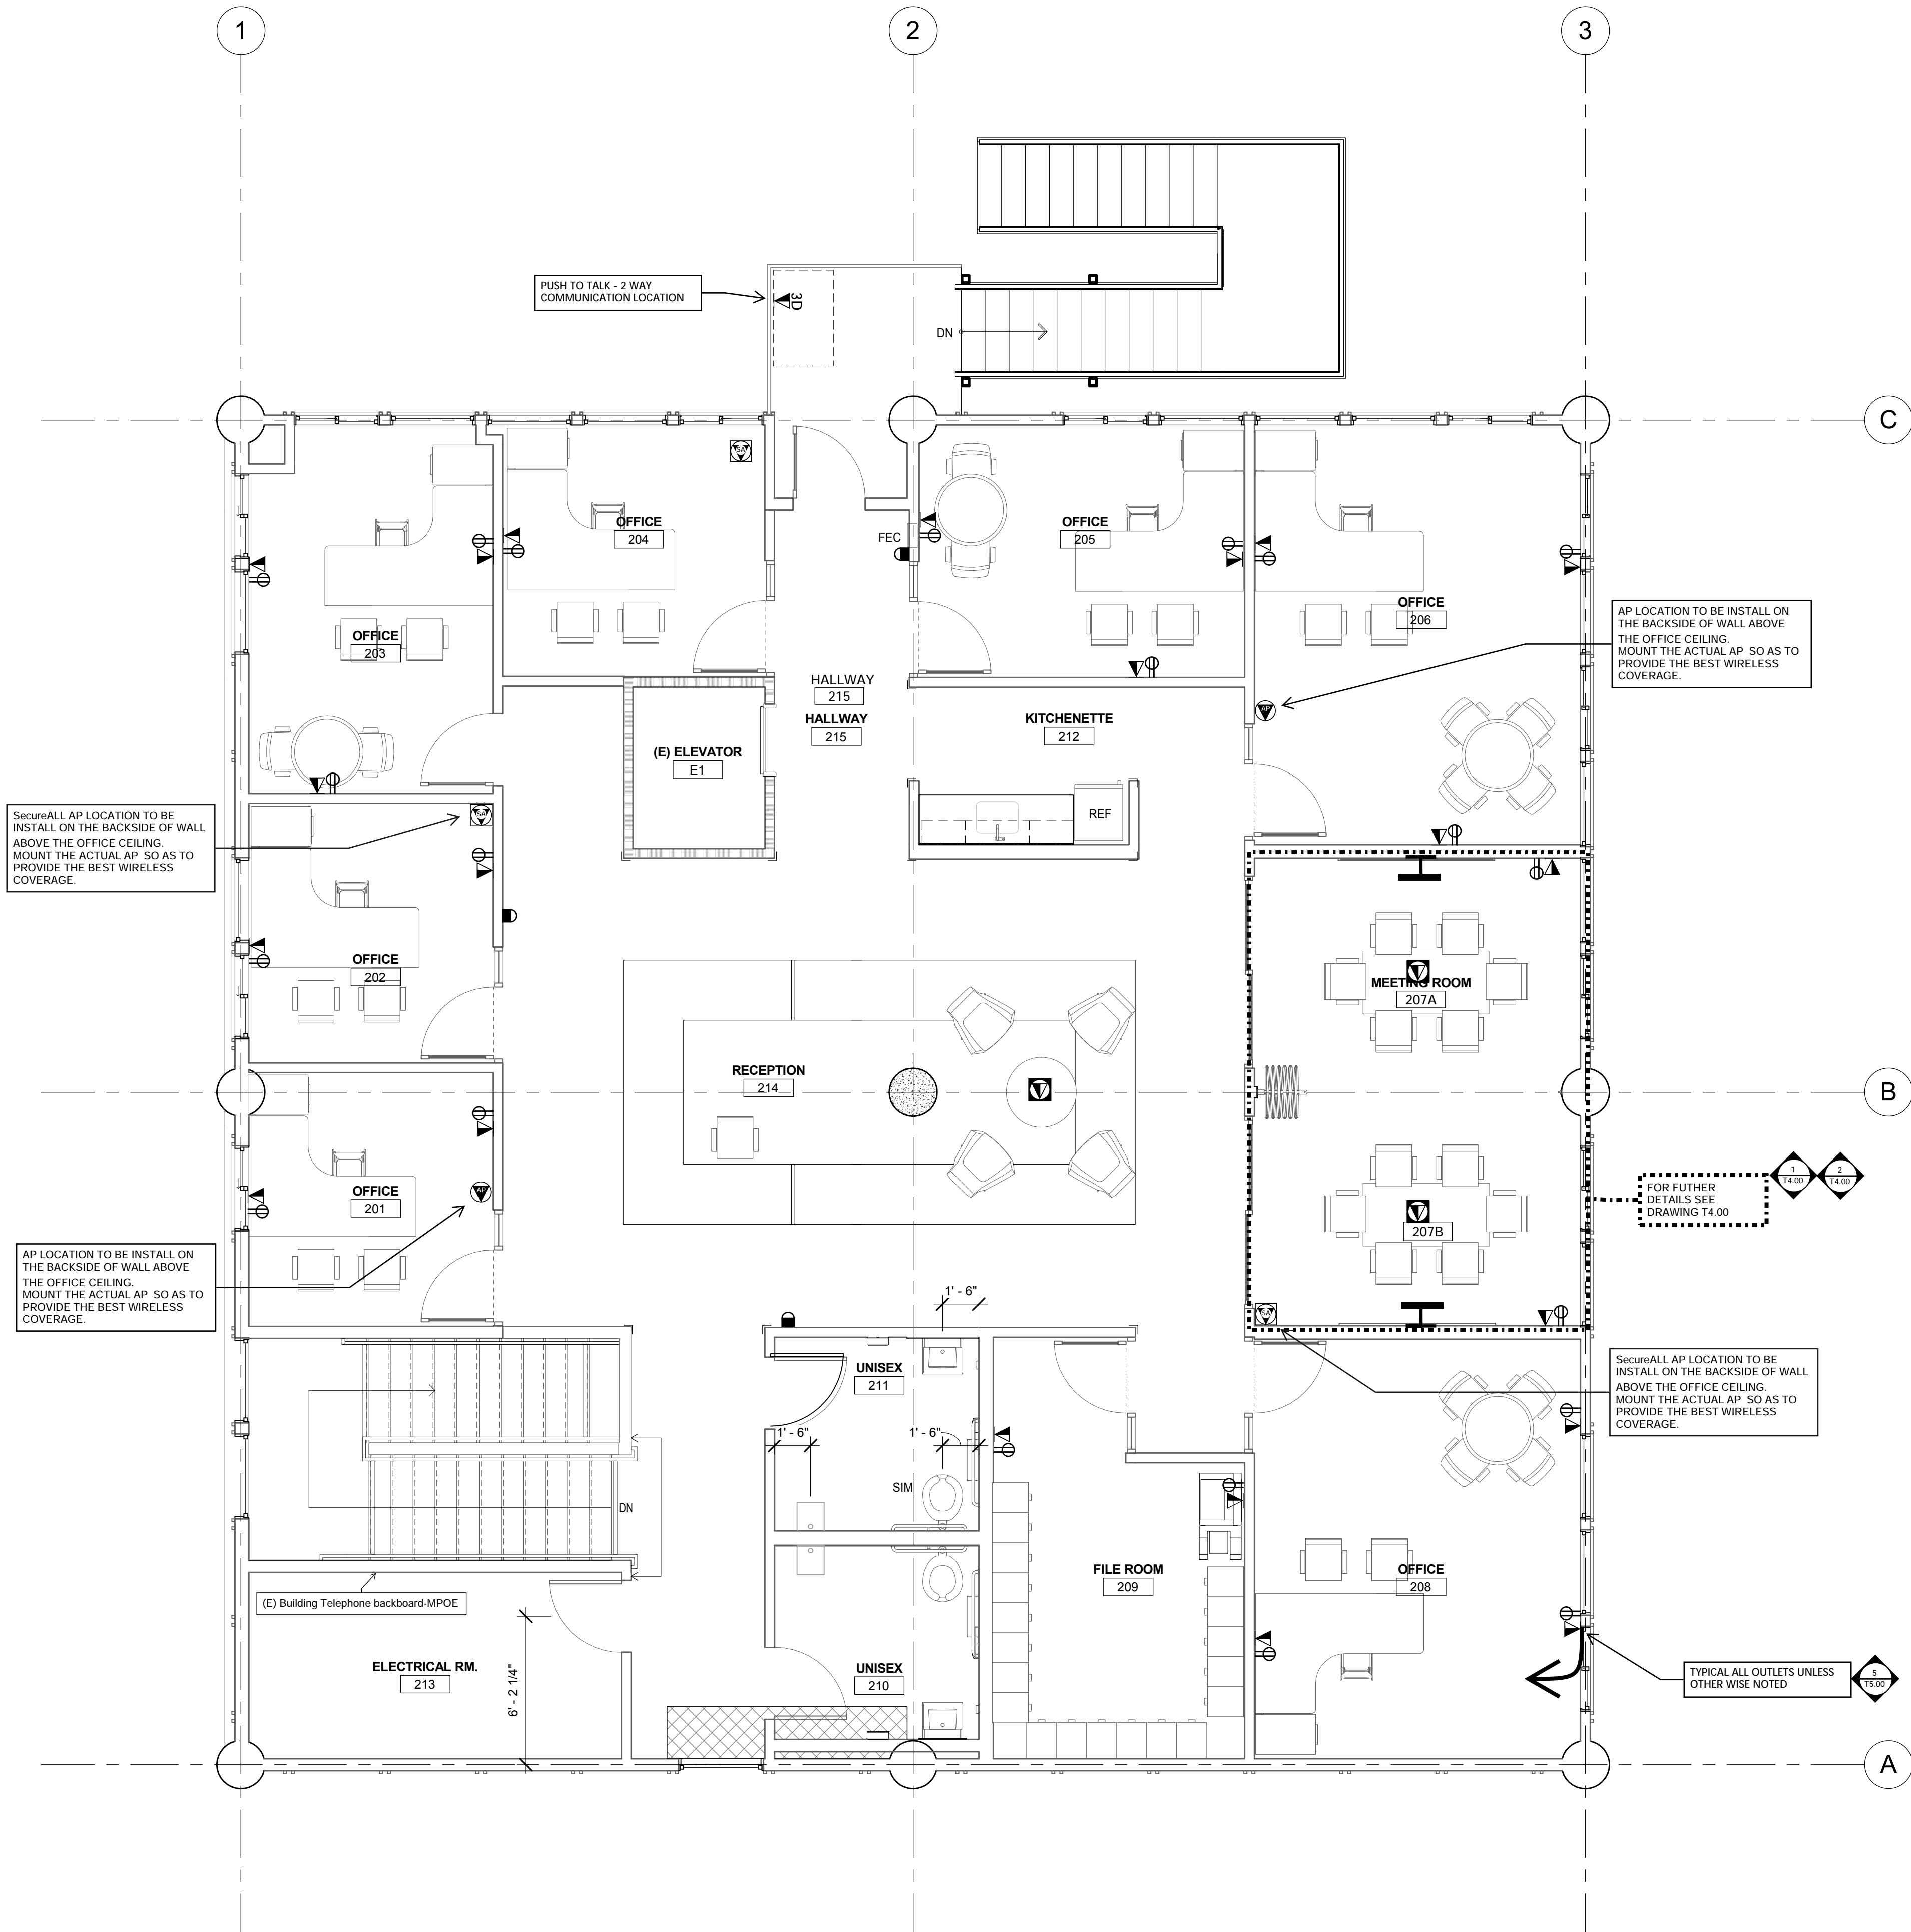 1
2
3
PUSH TO TALK - 2 WAY
COMMUNICATION LOCATION
3D
DN
C
SA
FEC
OFFICE
204
OFFICE
205
OFFICE
206
OFFICE
203
AP LOCATION TO BE INSTALL ON
THE BACKSIDE OF WALL ABOVE
THE OFFICE CEILING.
MOUNT THE ACTUAL AP SO AS TO
PROVIDE THE BEST WIRELESS
COVERAGE.
HALLWAY
215
HALLWAY
215
KITCHENETTE
212
AP
(E) ELEVATOR
E1
REF
SecureALL AP LOCATION TO BE
INSTALL ON THE BACKSIDE OF WALL
ABOVE THE OFFICE CEILING.
MOUNT THE ACTUAL AP SO AS TO
PROVIDE THE BEST WIRELESS
COVERAGE.
SA
OFFICE
202
MEETING ROOM
207A
RECEPTION
214
B
OFFICE
201
AP
207B
FOR FUTHER
DETAILS SEE
DRAWING T4.00
1
T4.00
2
T4.00
AP LOCATION TO BE INSTALL ON
THE BACKSIDE OF WALL ABOVE
THE OFFICE CEILING.
MOUNT THE ACTUAL AP SO AS TO
PROVIDE THE BEST WIRELESS
COVERAGE.
1' - 6"
SA
SecureALL AP LOCATION TO BE
INSTALL ON THE BACKSIDE OF WALL
ABOVE THE OFFICE CEILING.
MOUNT THE ACTUAL AP SO AS TO
PROVIDE THE BEST WIRELESS
COVERAGE.
UNISEX
211
1' - 6"
1' - 6"
SIM
DN
(E) Building Telephone backboard-MPOE
FILE ROOM
209
OFFICE
208
ELECTRICAL RM.
213
6' - 2 1/4"
UNISEX
210
TYPICAL ALL OUTLETS UNLESS
OTHER WISE NOTED
5
T5.00
A